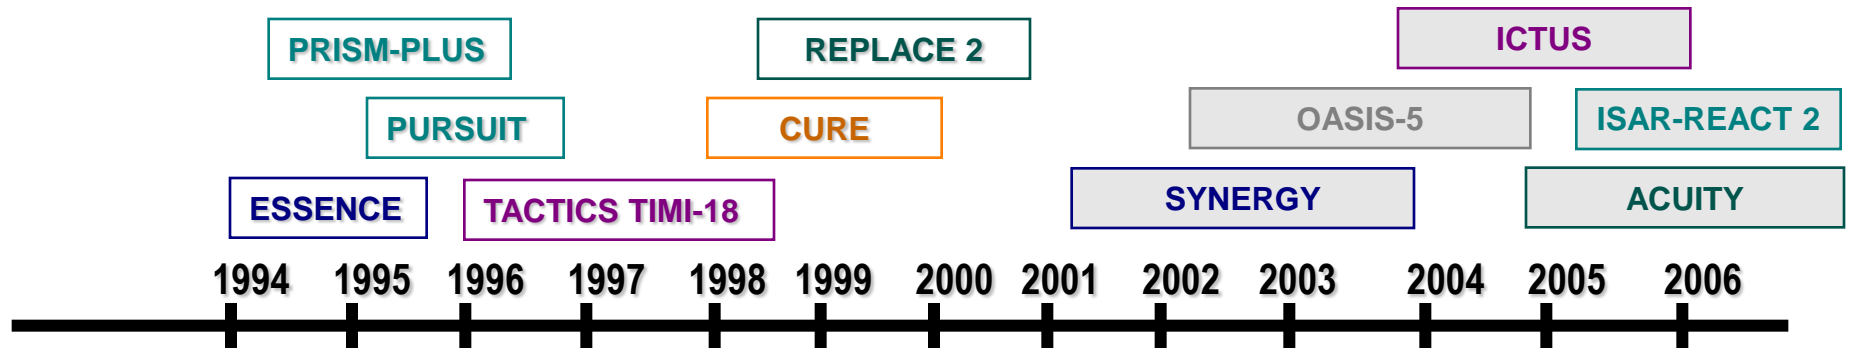 PRISM-PLUS
REPLACE 2
ICTUS
PURSUIT
CURE
OASIS-5
ISAR-REACT 2
ESSENCE
TACTICS TIMI-18
SYNERGY
ACUITY
1994 1995 1996 1997 1998 1999 2000 2001 2002 2003 2004 2005 2006